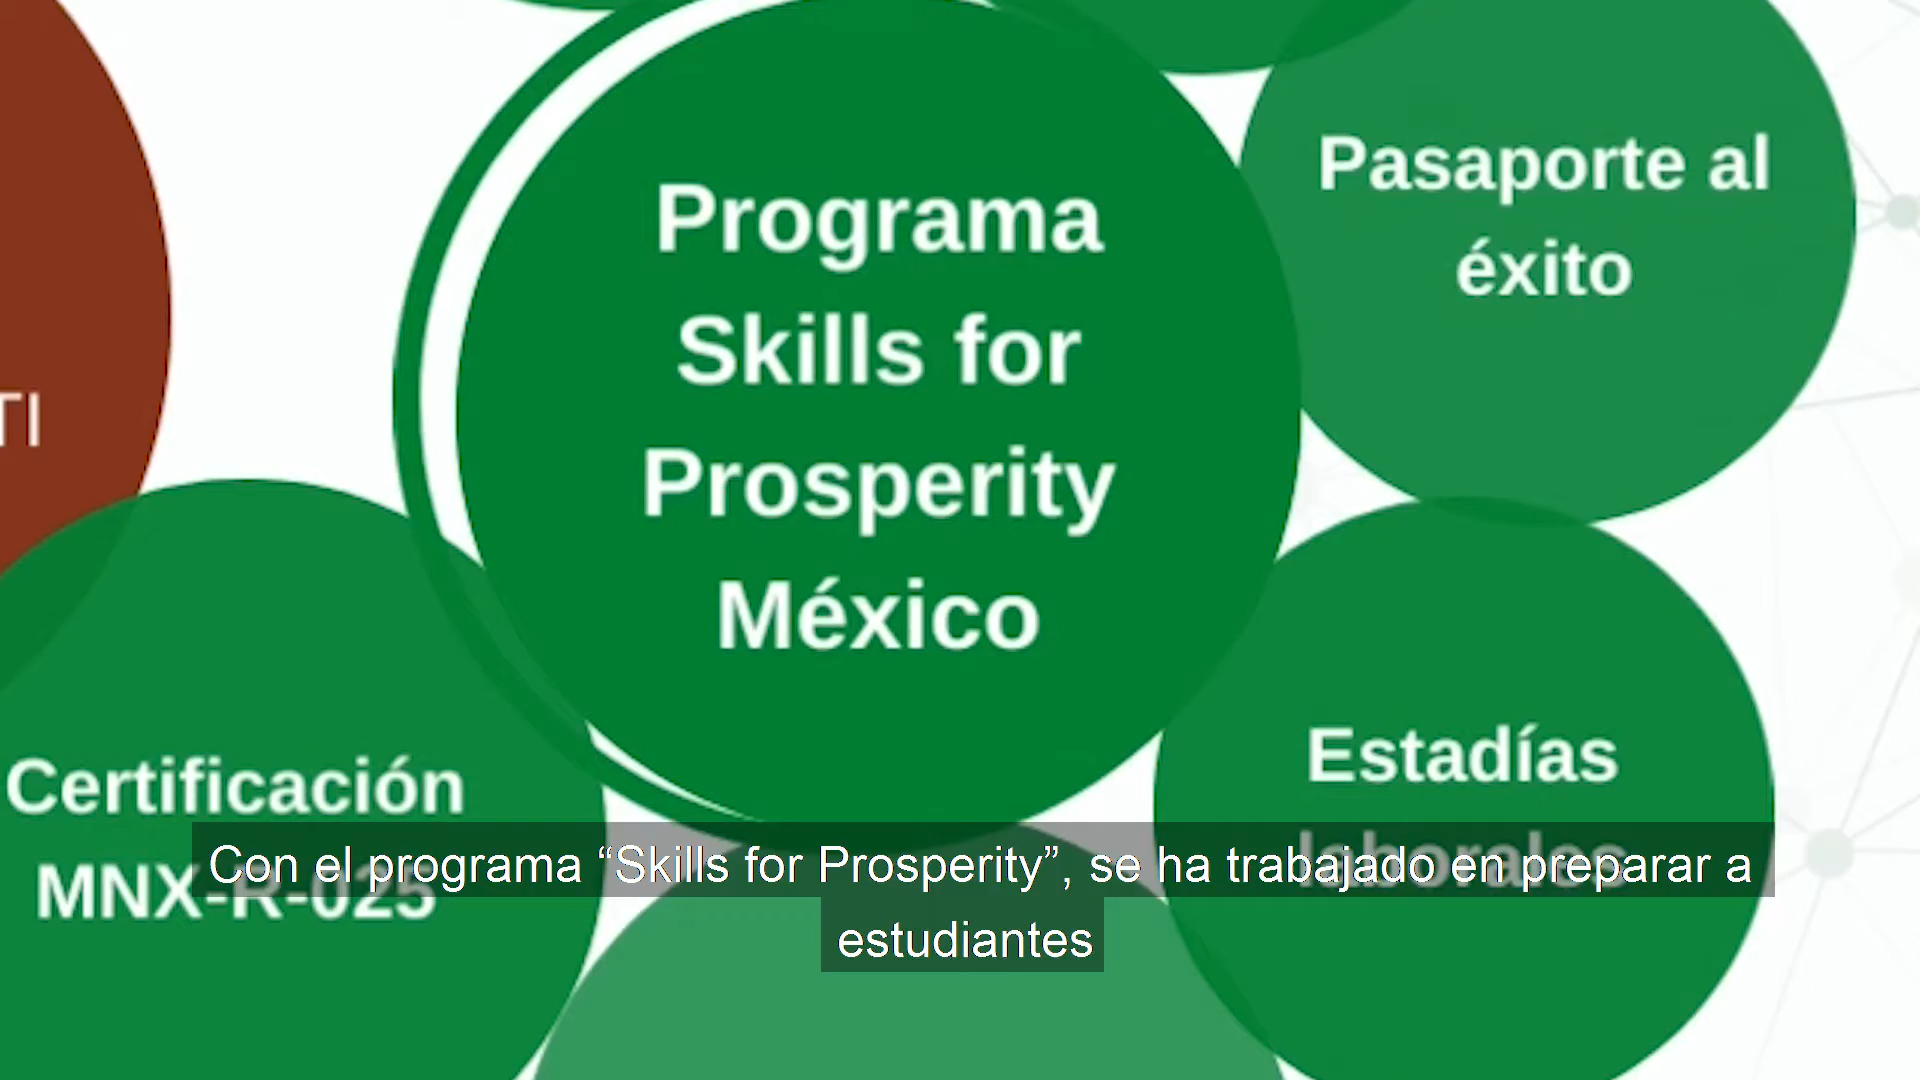 Programa
Skills for
Prosperity
México
Pasaporte al
éxito
TI
Certificación
MNX-R-025
Estadías
laborales
Con el programa “Skills for Prosperity”, se ha trabajado en preparar a
estudiantes